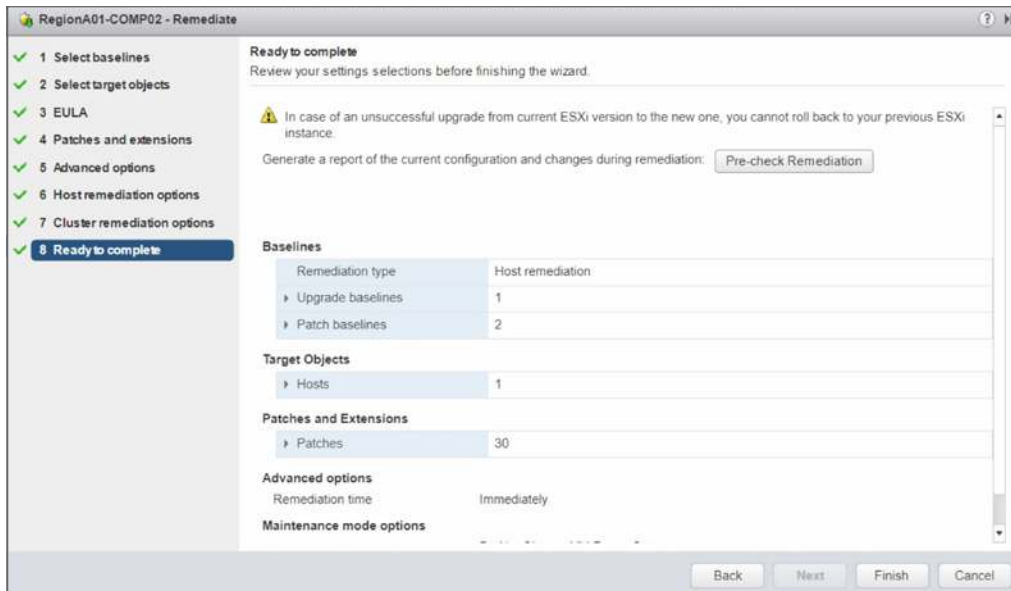 RegionA01-COMP02 - Remediate
?
1 Select baselines
2 Select target objects
3 EULA
4 Patches and extensions
5 Advanced options
6 Host remediation options
7 Cluster remediation options
8 Ready to complete
Ready to complete
Review your settings selections before finishing the wizard.
In case of an unsuccessful upgrade from current ESXi version to the new one, you cannot roll back to your previous ESXi
instance.
Generate a report of the current configuration and changes during remediation: Pre-check Remediation
Baselines
Remediation type Host remediation
Upgrade baselines 1
Patch baselines 2
Target Objects
Hosts 1
Patches and Extensions
Patches 30
Advanced options
Remediation time Immediately
Maintenance mode options
Back Next Finish Cancel